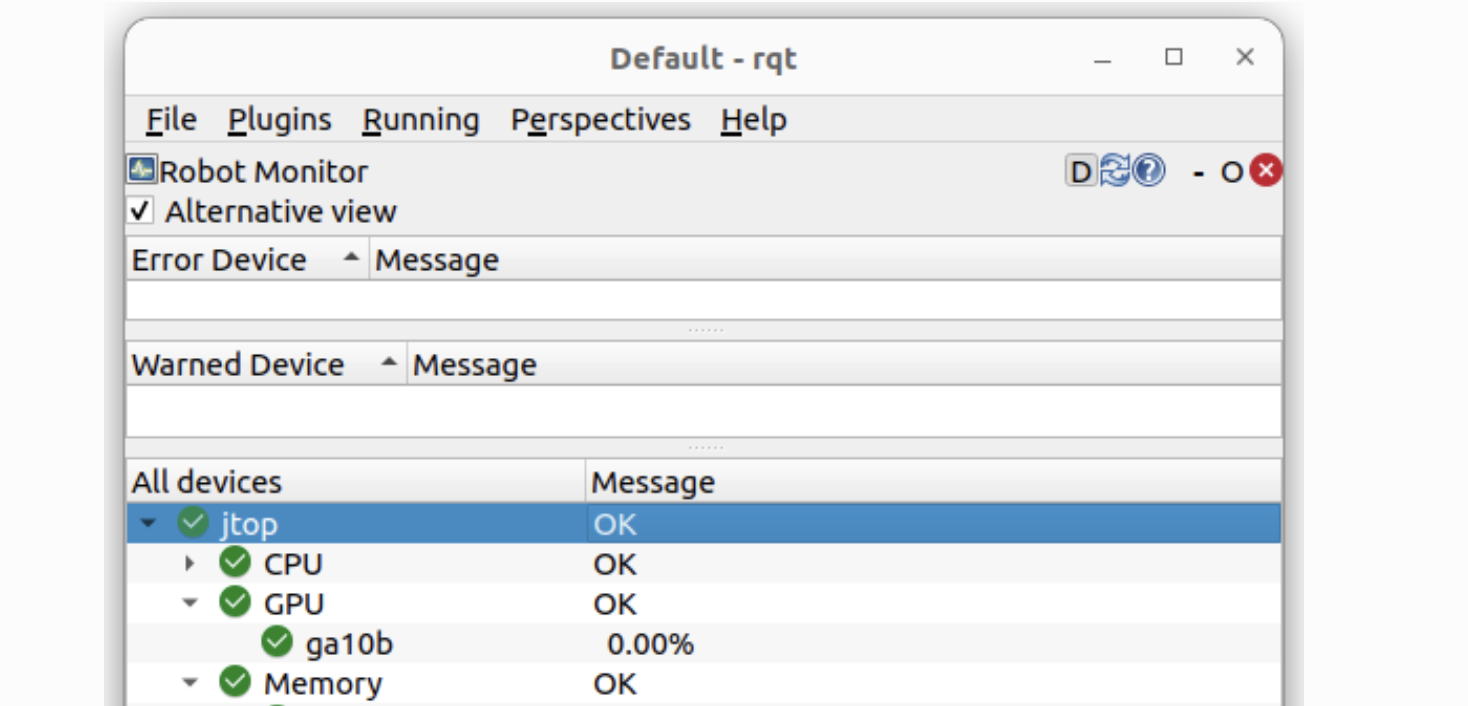 Default - rqt
File Plugins Running Perspectives Help
Robot Monitor D - O
Alternative view
Error Device Message
Warned Device Message
All devices Message
jtop OK
CPU OK
GPU OK
ga10b 0.00%
Memory OK